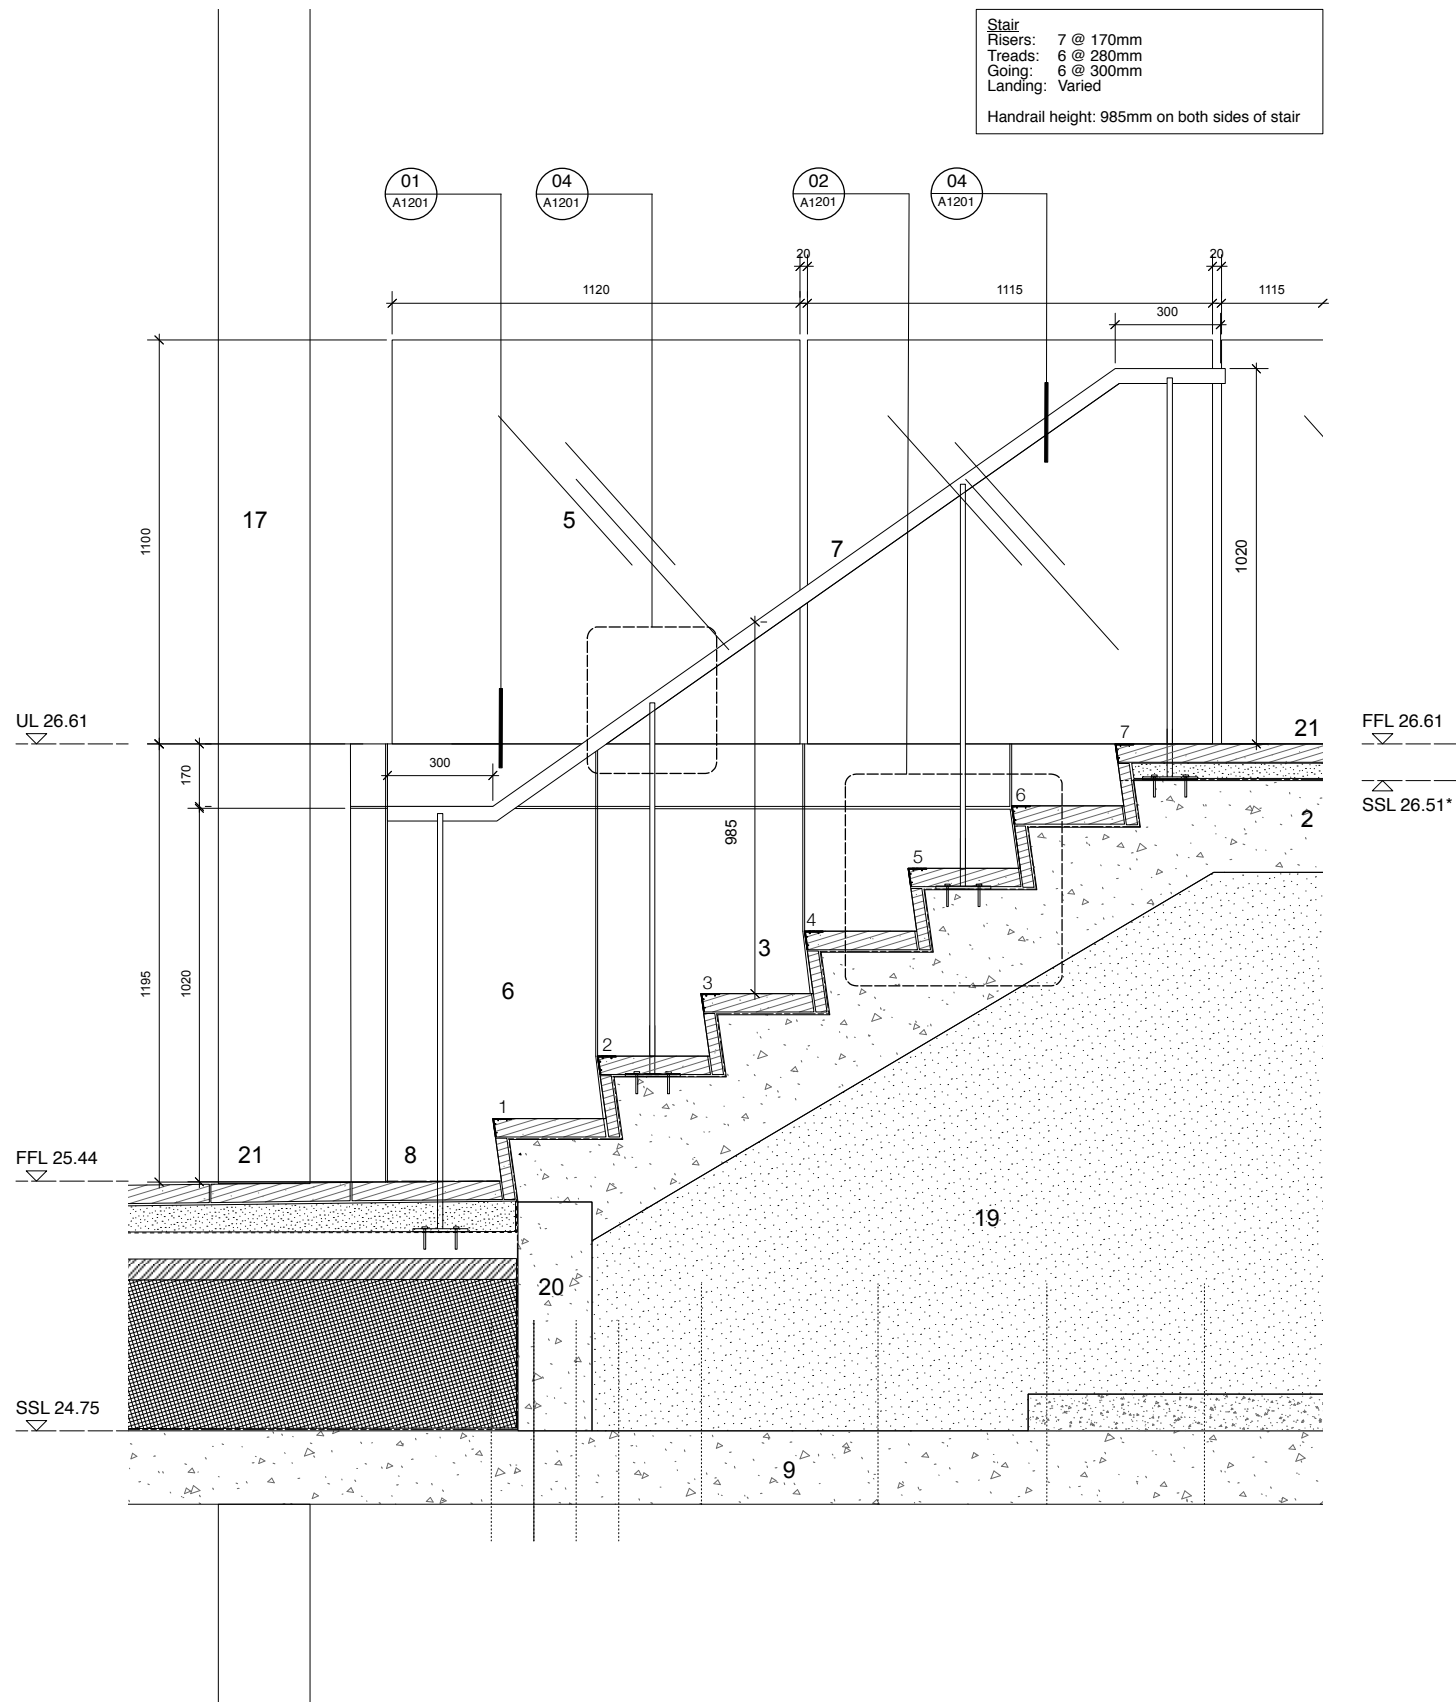 Stair
Risers: 7 @ 170mm
Treads: 6 @ 280mm
Going: 6 @ 300mm
Landing: Varied
Handrail height: 985mm on both sides of stair
01
A1201
04
A1201
02
A1201
04
A1201
20
20
1120
1115
1115
300
1100
17
5
7
1020
UL 26.61
7
21
FFL 26.61
170
300
SSL 26.51*
6
2
985
5
4
3
1195
1020
6
3
2
1
FFL 25.44
21
8
19
20
SSL 24.75
9